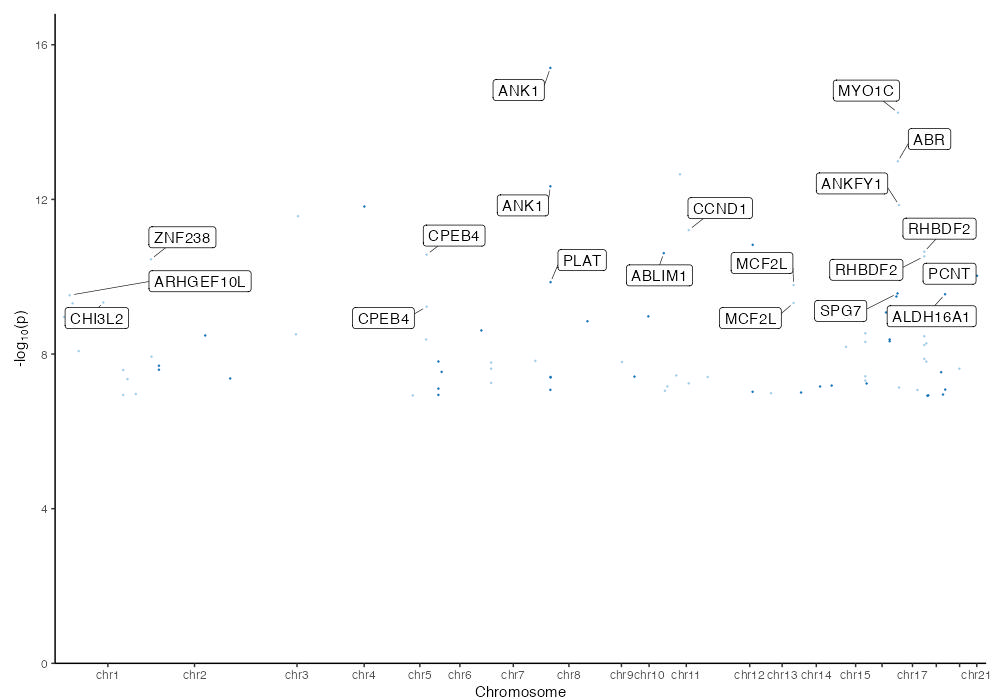 16
ANK1
MYO1C
ABR
12
ANKFY1
ANK1
CCND1
RHBDF2
ZNF238
CPEB4
PLAT
MCF2L
RHBDF2
PCNT
ABLIM1
ARHGEF10L
CHI3L2
CPEB4
MCF2L
SPG7
ALDH16A1
-log10(p)
8
4
0
chr1 chr2 chr3 chr4 chr5 chr6 chr7 chr8 chr9 chr10 chr11 chr12 chr13 chr14 chr15 chr17 chr21
Chromosome